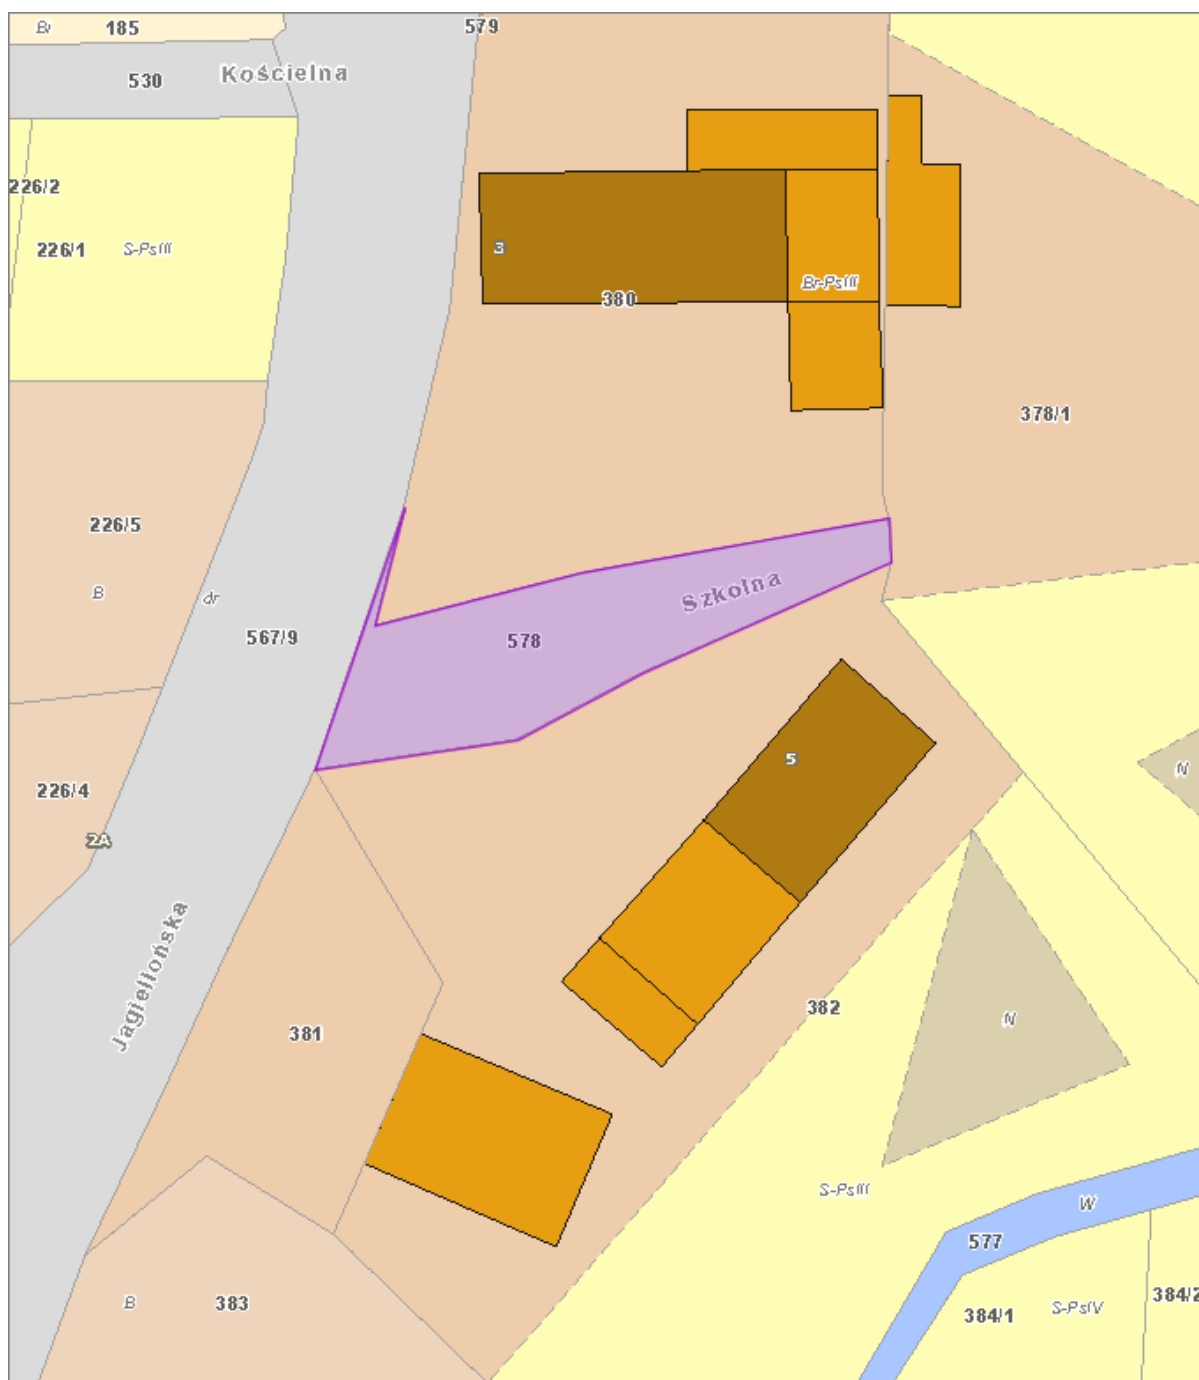 Br 185
579
530
Kościelna
226/2
226/1
S-PsIII
3
Br-PsIII
380
378/1
226/5
B
dr
Szkolna
567/9
578
226/4
5
N
2A
Jagiellońska
382
381
N
S-PsIII
W
577
B
383
384/1
S-PsIV
384/2